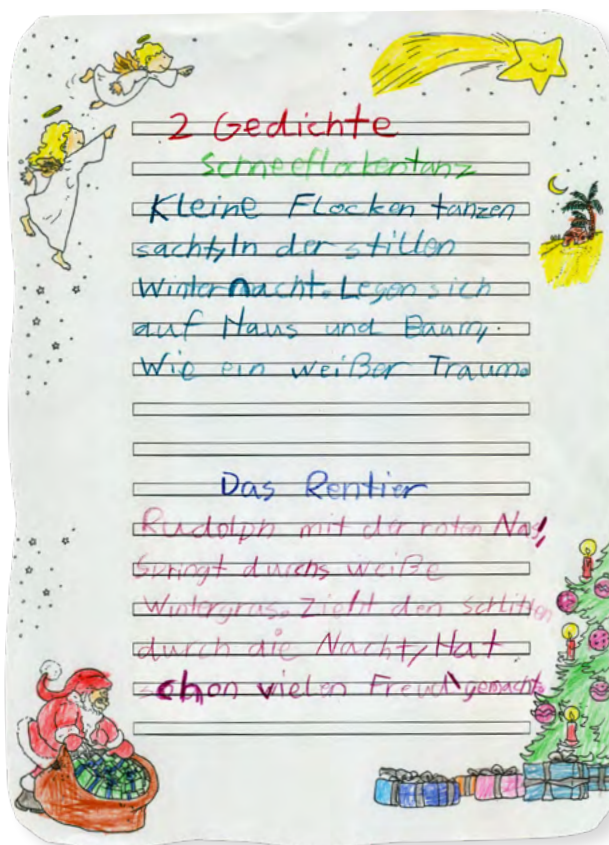 2 Gedichte
Schneeflockentanz
Kleine Flocken tanzen
sacht, In der stillen
Winternacht. Legen sich
auf Haus und Baum,
Wie ein weißer Traum.
Das Rentier
Rudolph mit der roten Nas,
Springt durchs weiße
Wintergras. Zieht den Schlitten
durch die Nacht, Hat
schon vielen Freud gemacht.